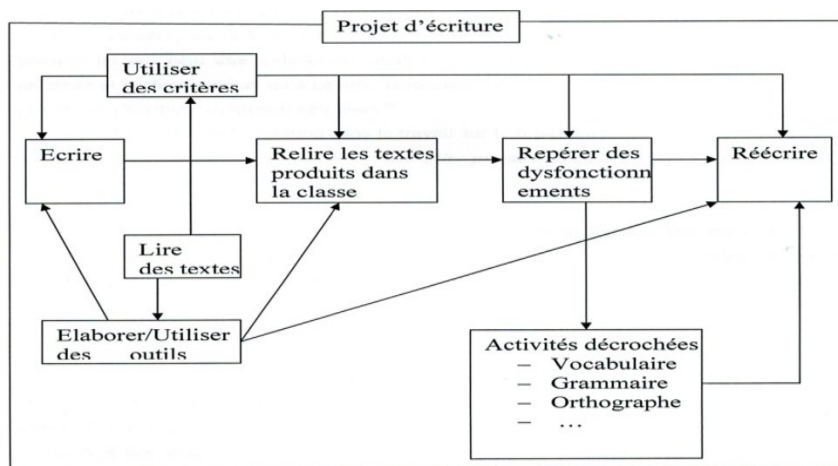 Projet d'écriture
Utiliser
des critères
Ecrire
Relire les textes
produits dans
la classe
Repérer des
dysfonctionn
ements
Réécrire
Lire
des textes
Elaborer/Utiliser
des outils
Activités décrochées
– Vocabulaire
– Grammaire
– Orthographe
– …